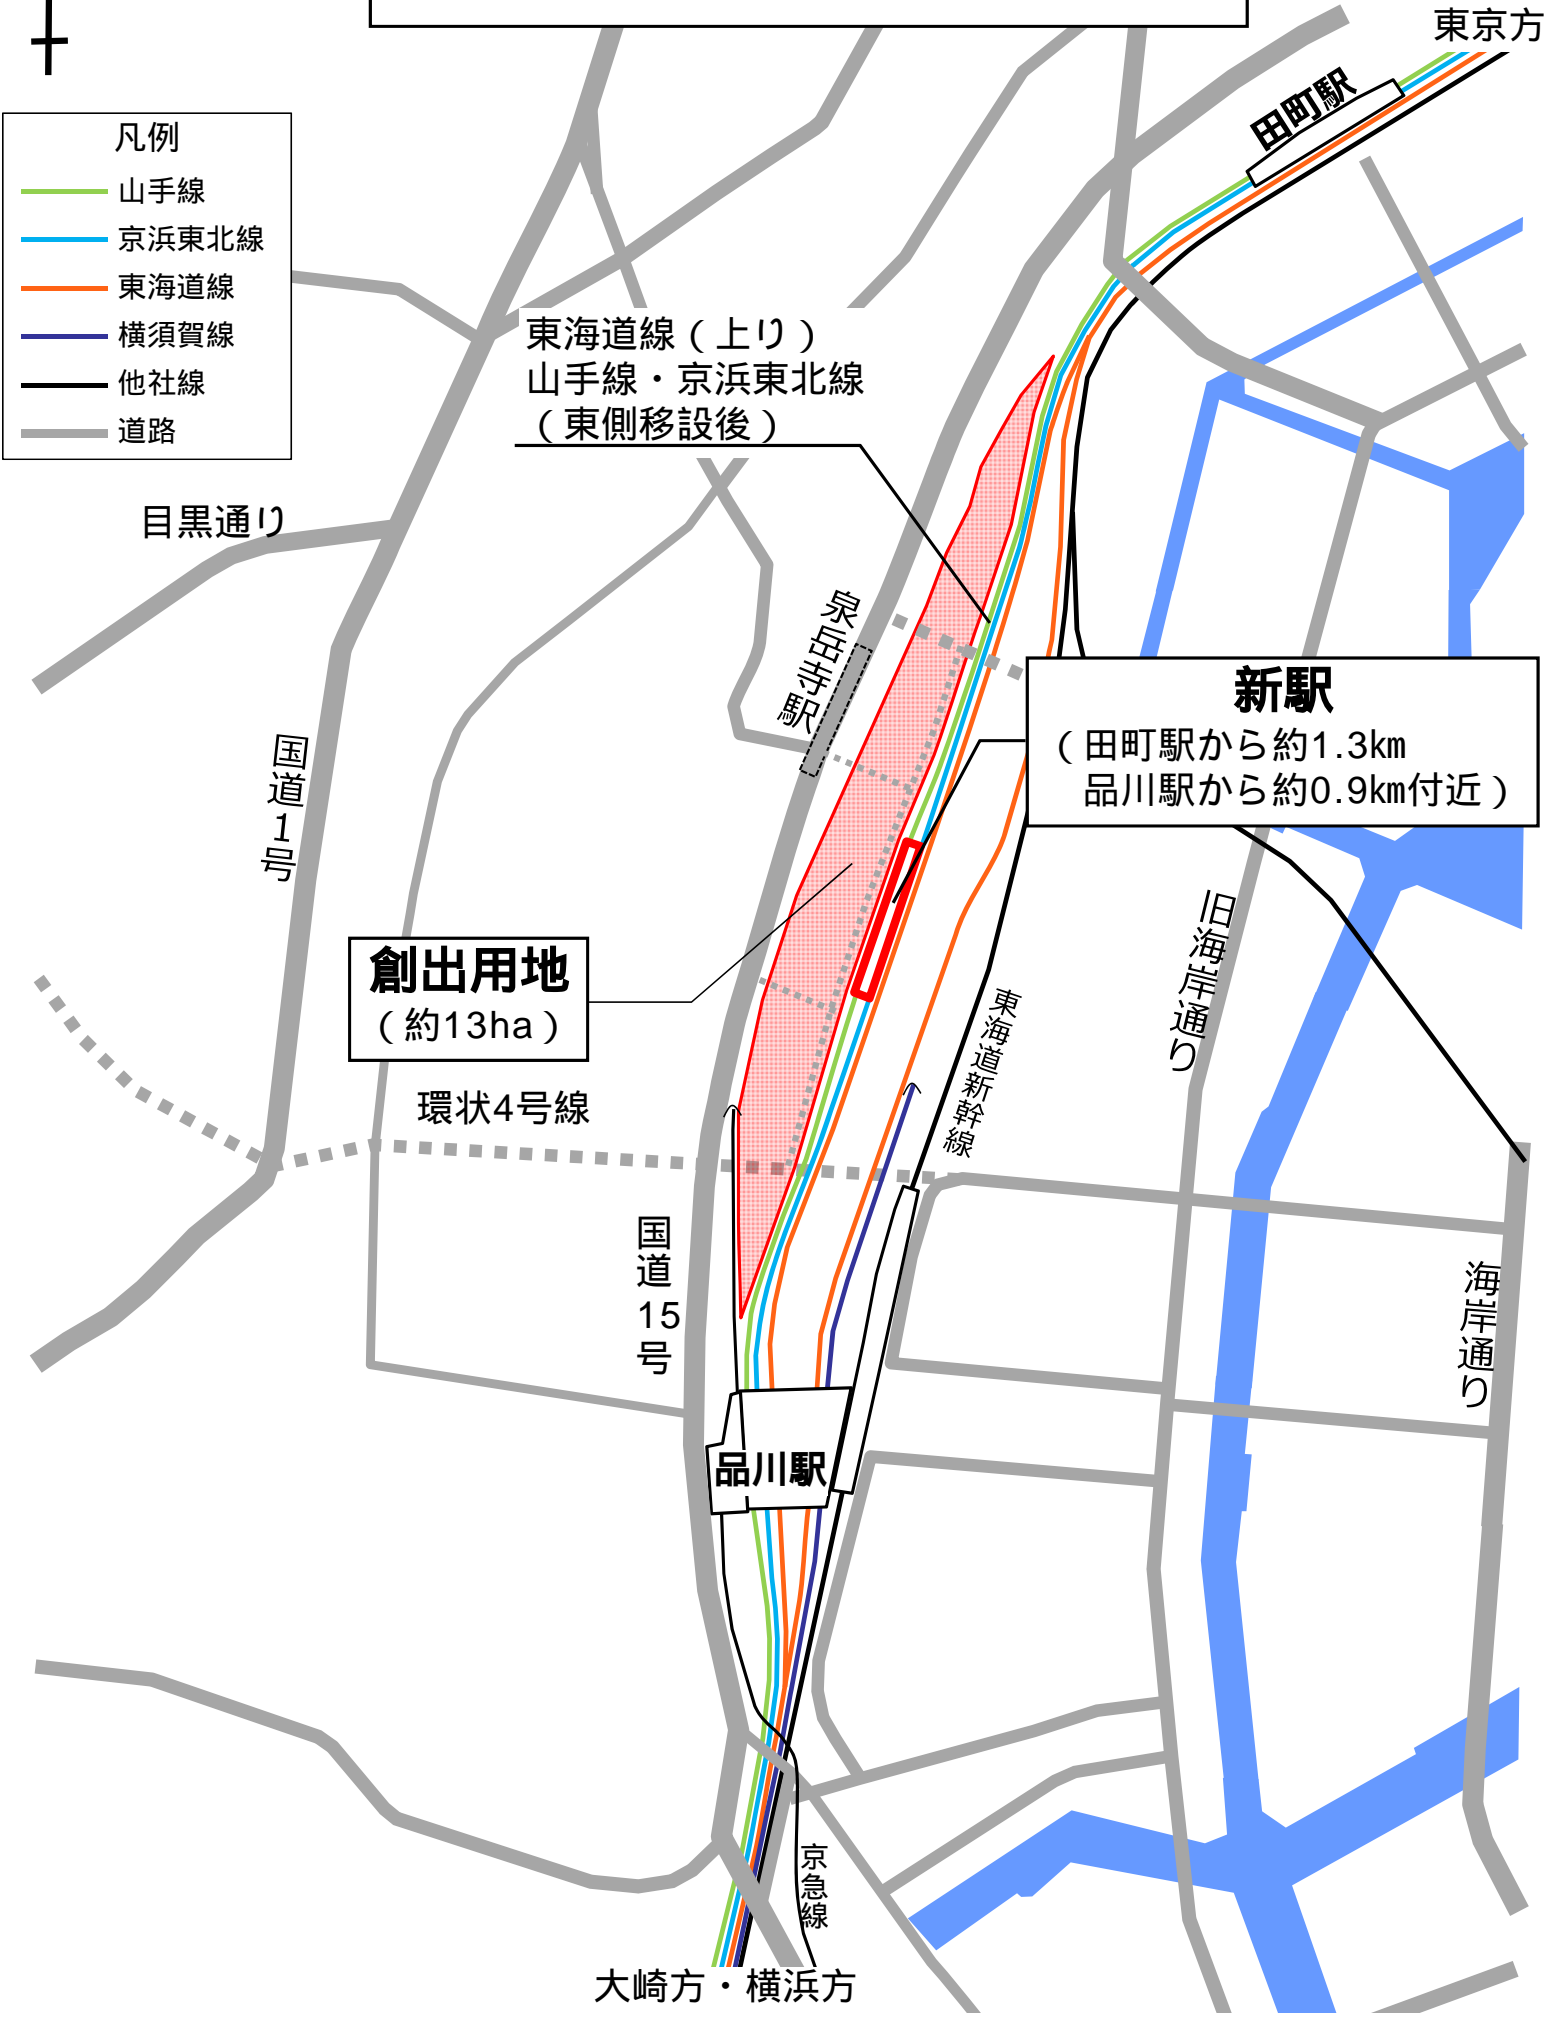 東京方
田町駅
凡例
山手線
京浜東北線
東海道線
横須賀線
他社線
道路
東海道線（上り）
山手線・京浜東北線
（東側移設後）
目黒通り
泉岳寺駅
新駅
（田町駅から約1.3km
品川駅から約0.9km付近）
国道1号
旧海岸通り
創出用地
（約13ha）
東海道新幹線
環状4号線
国道15号
海岸通り
品川駅
京急線
大崎方・横浜方